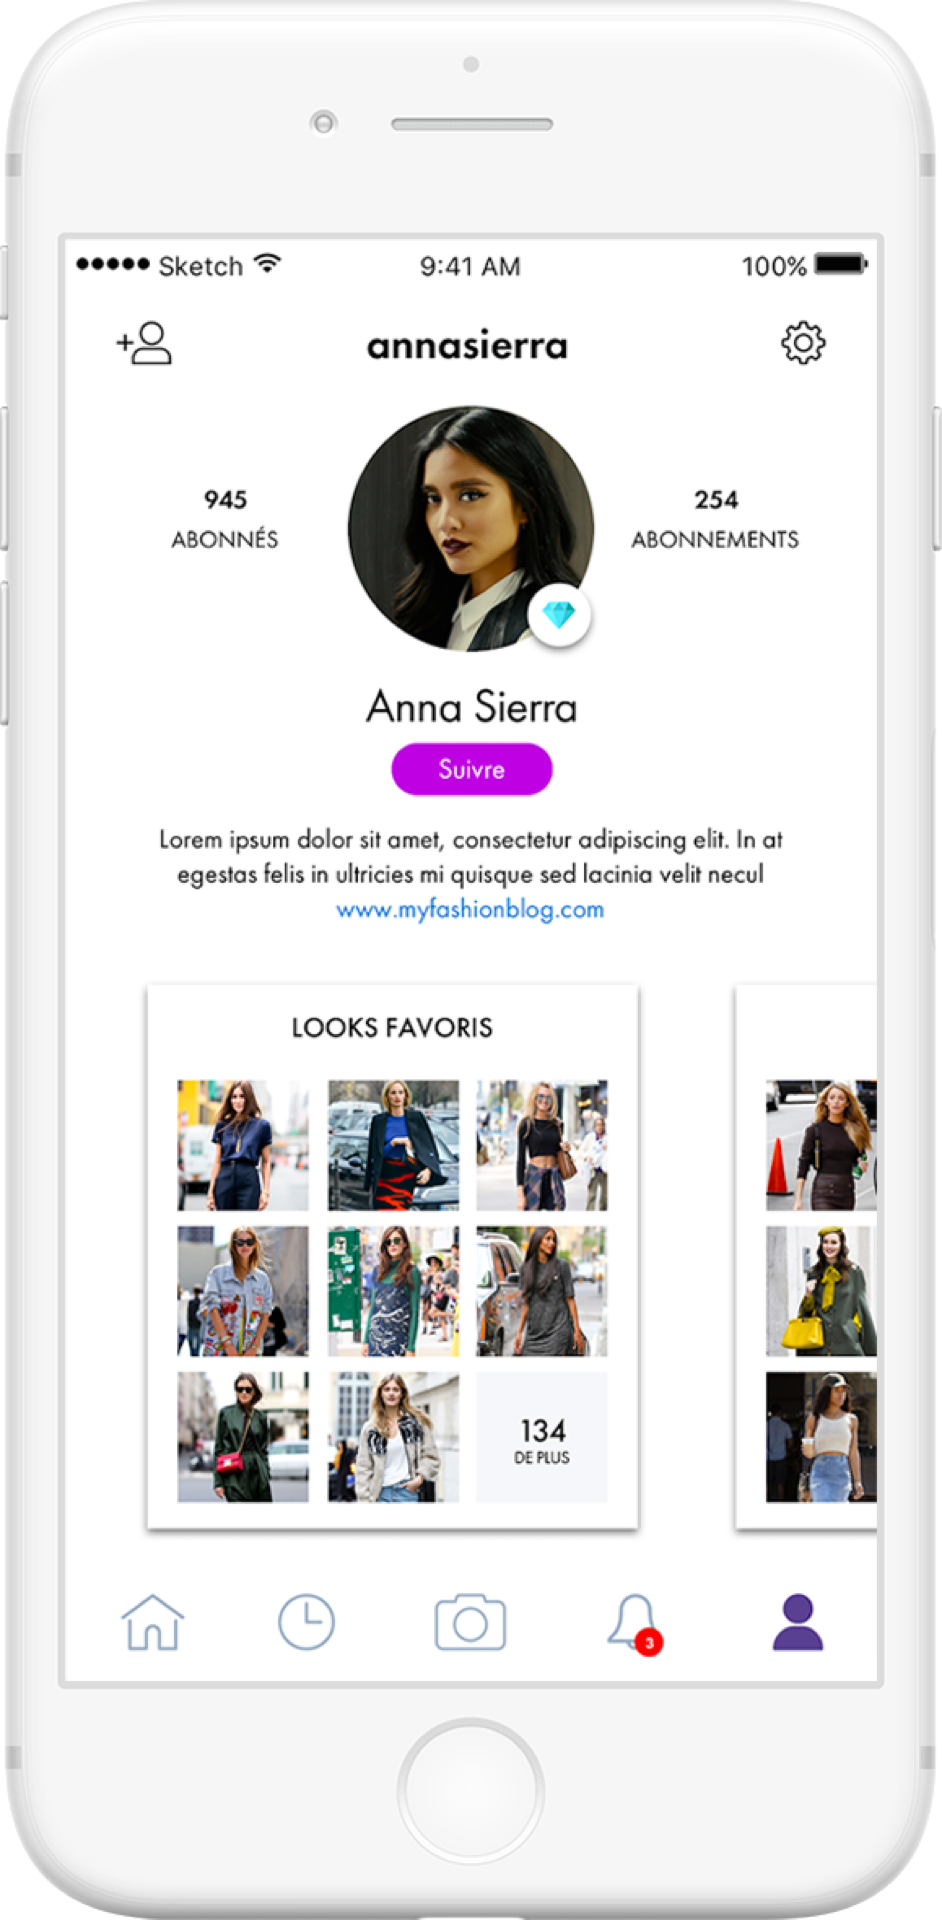 Sketch 9:41 AM 100%
annasierra
945
ABONNÉS
254
ABONNEMENTS
Anna Sierra
Suivre
Lorem ipsum dolor sit amet, consectetur adipiscing elit. In at
egestas felis in ultricies mi quisque sed lacinia velit necul
www.myfashionblog.com
LOOKS FAVORIS
134
DE PLUS
3